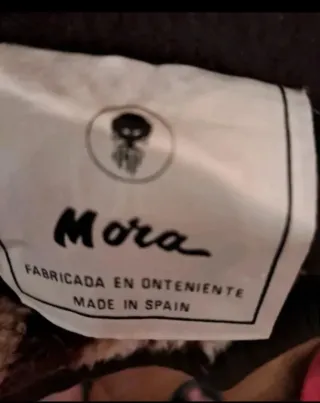 Mora
FABRICADA EN ONTENIENTE
MADE IN SPAIN